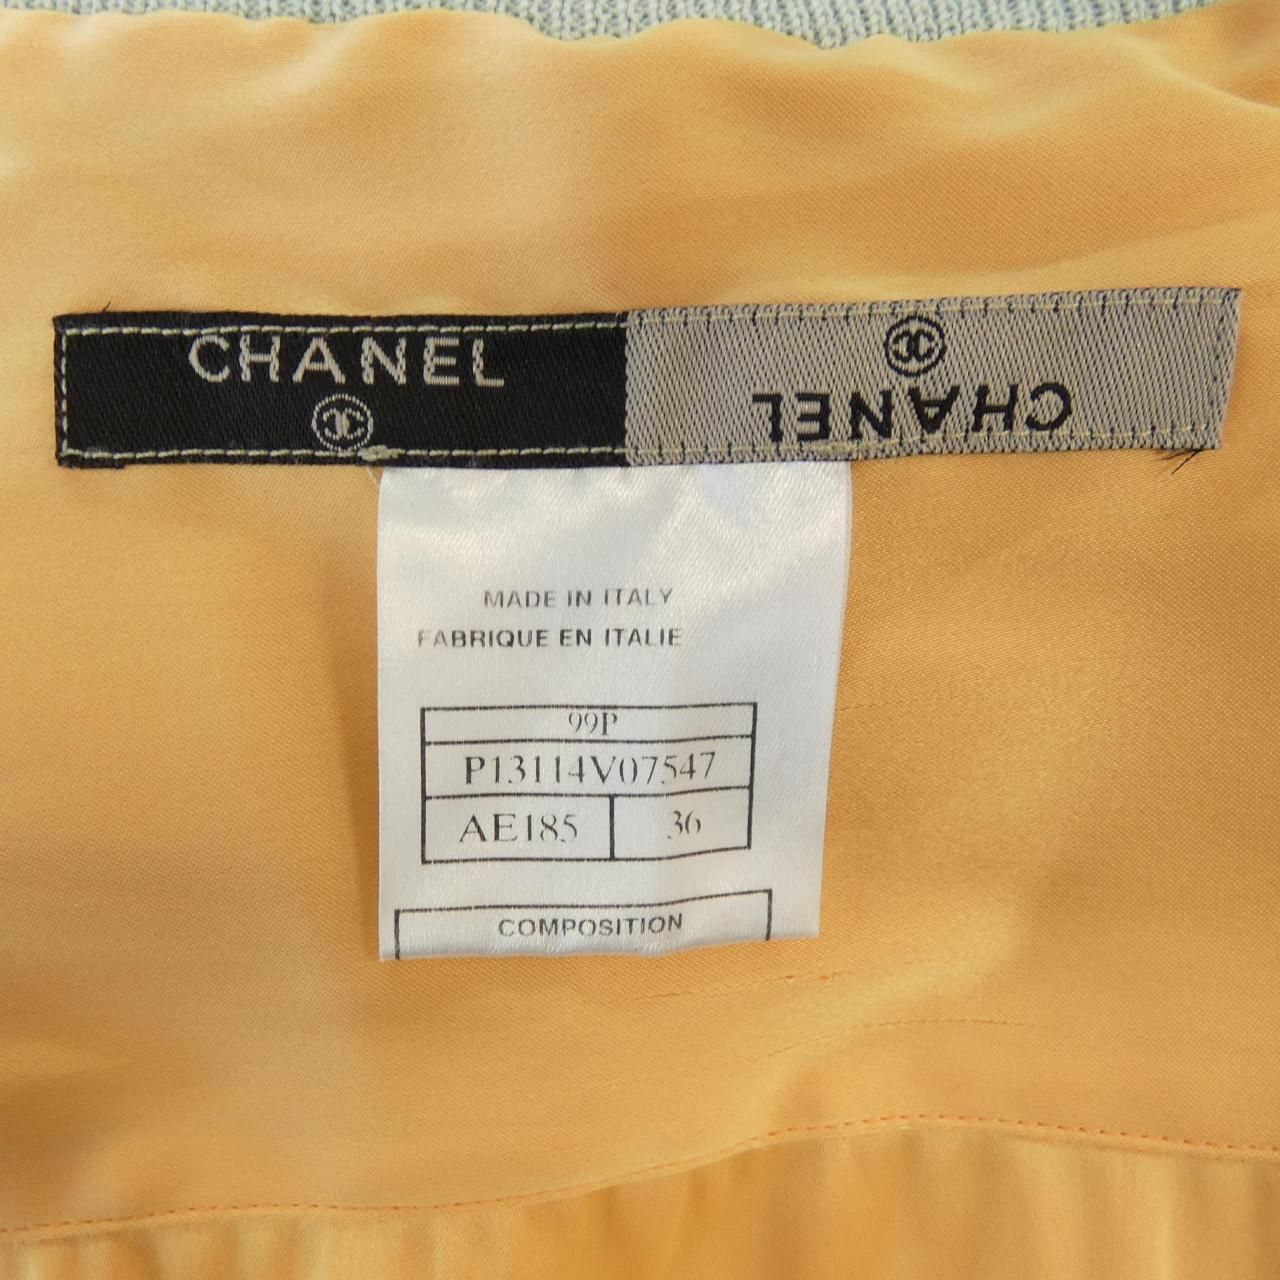 CHANEL
CHANEL
MADE IN ITALY
FABRIQUE EN ITALIE
99P
P13114V07547
AE185 36
COMPOSITION